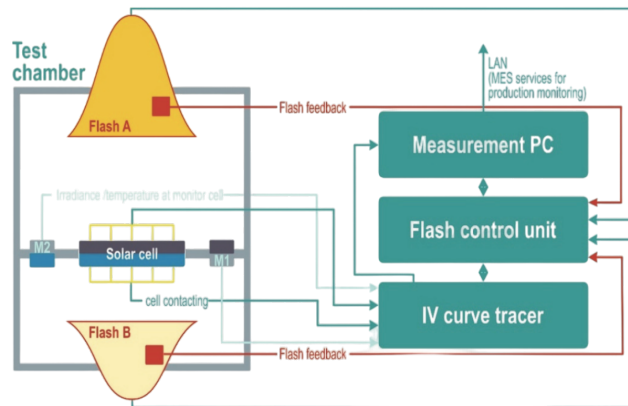 Test
chamber
Flash A
Flash feedback
LAN
(MES services for
production monitoring)
Measurement PC
Irradiance /temperature at monitor cell
Flash control unit
M2
Solar cell
M1
cell contacting
IV curve tracer
Flash B
Flash feedback